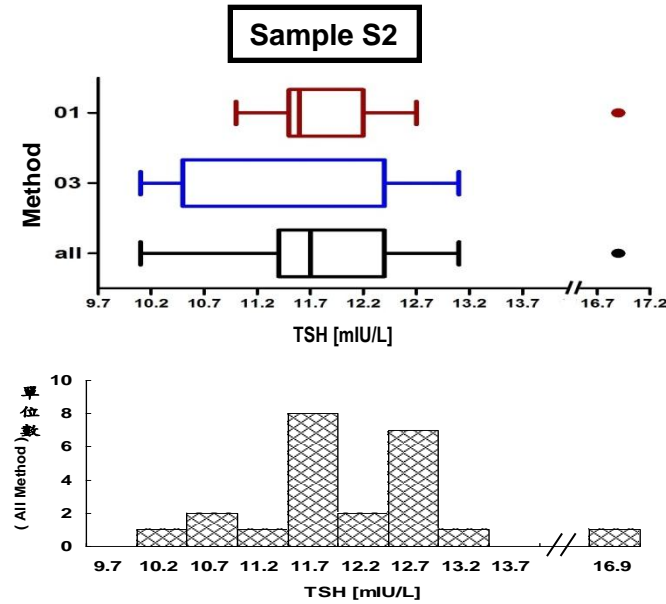 Sample S2
Method
01
03
all
9.7 10.2 10.7 11.2 11.7 12.2 12.7 13.2 13.7 16.7 17.2
TSH [mIU/L]
單位數
( All Method )
10
8
6
4
2
0
9.7 10.2 10.7 11.2 11.7 12.2 12.7 13.2 13.7 16.9
TSH [mIU/L]